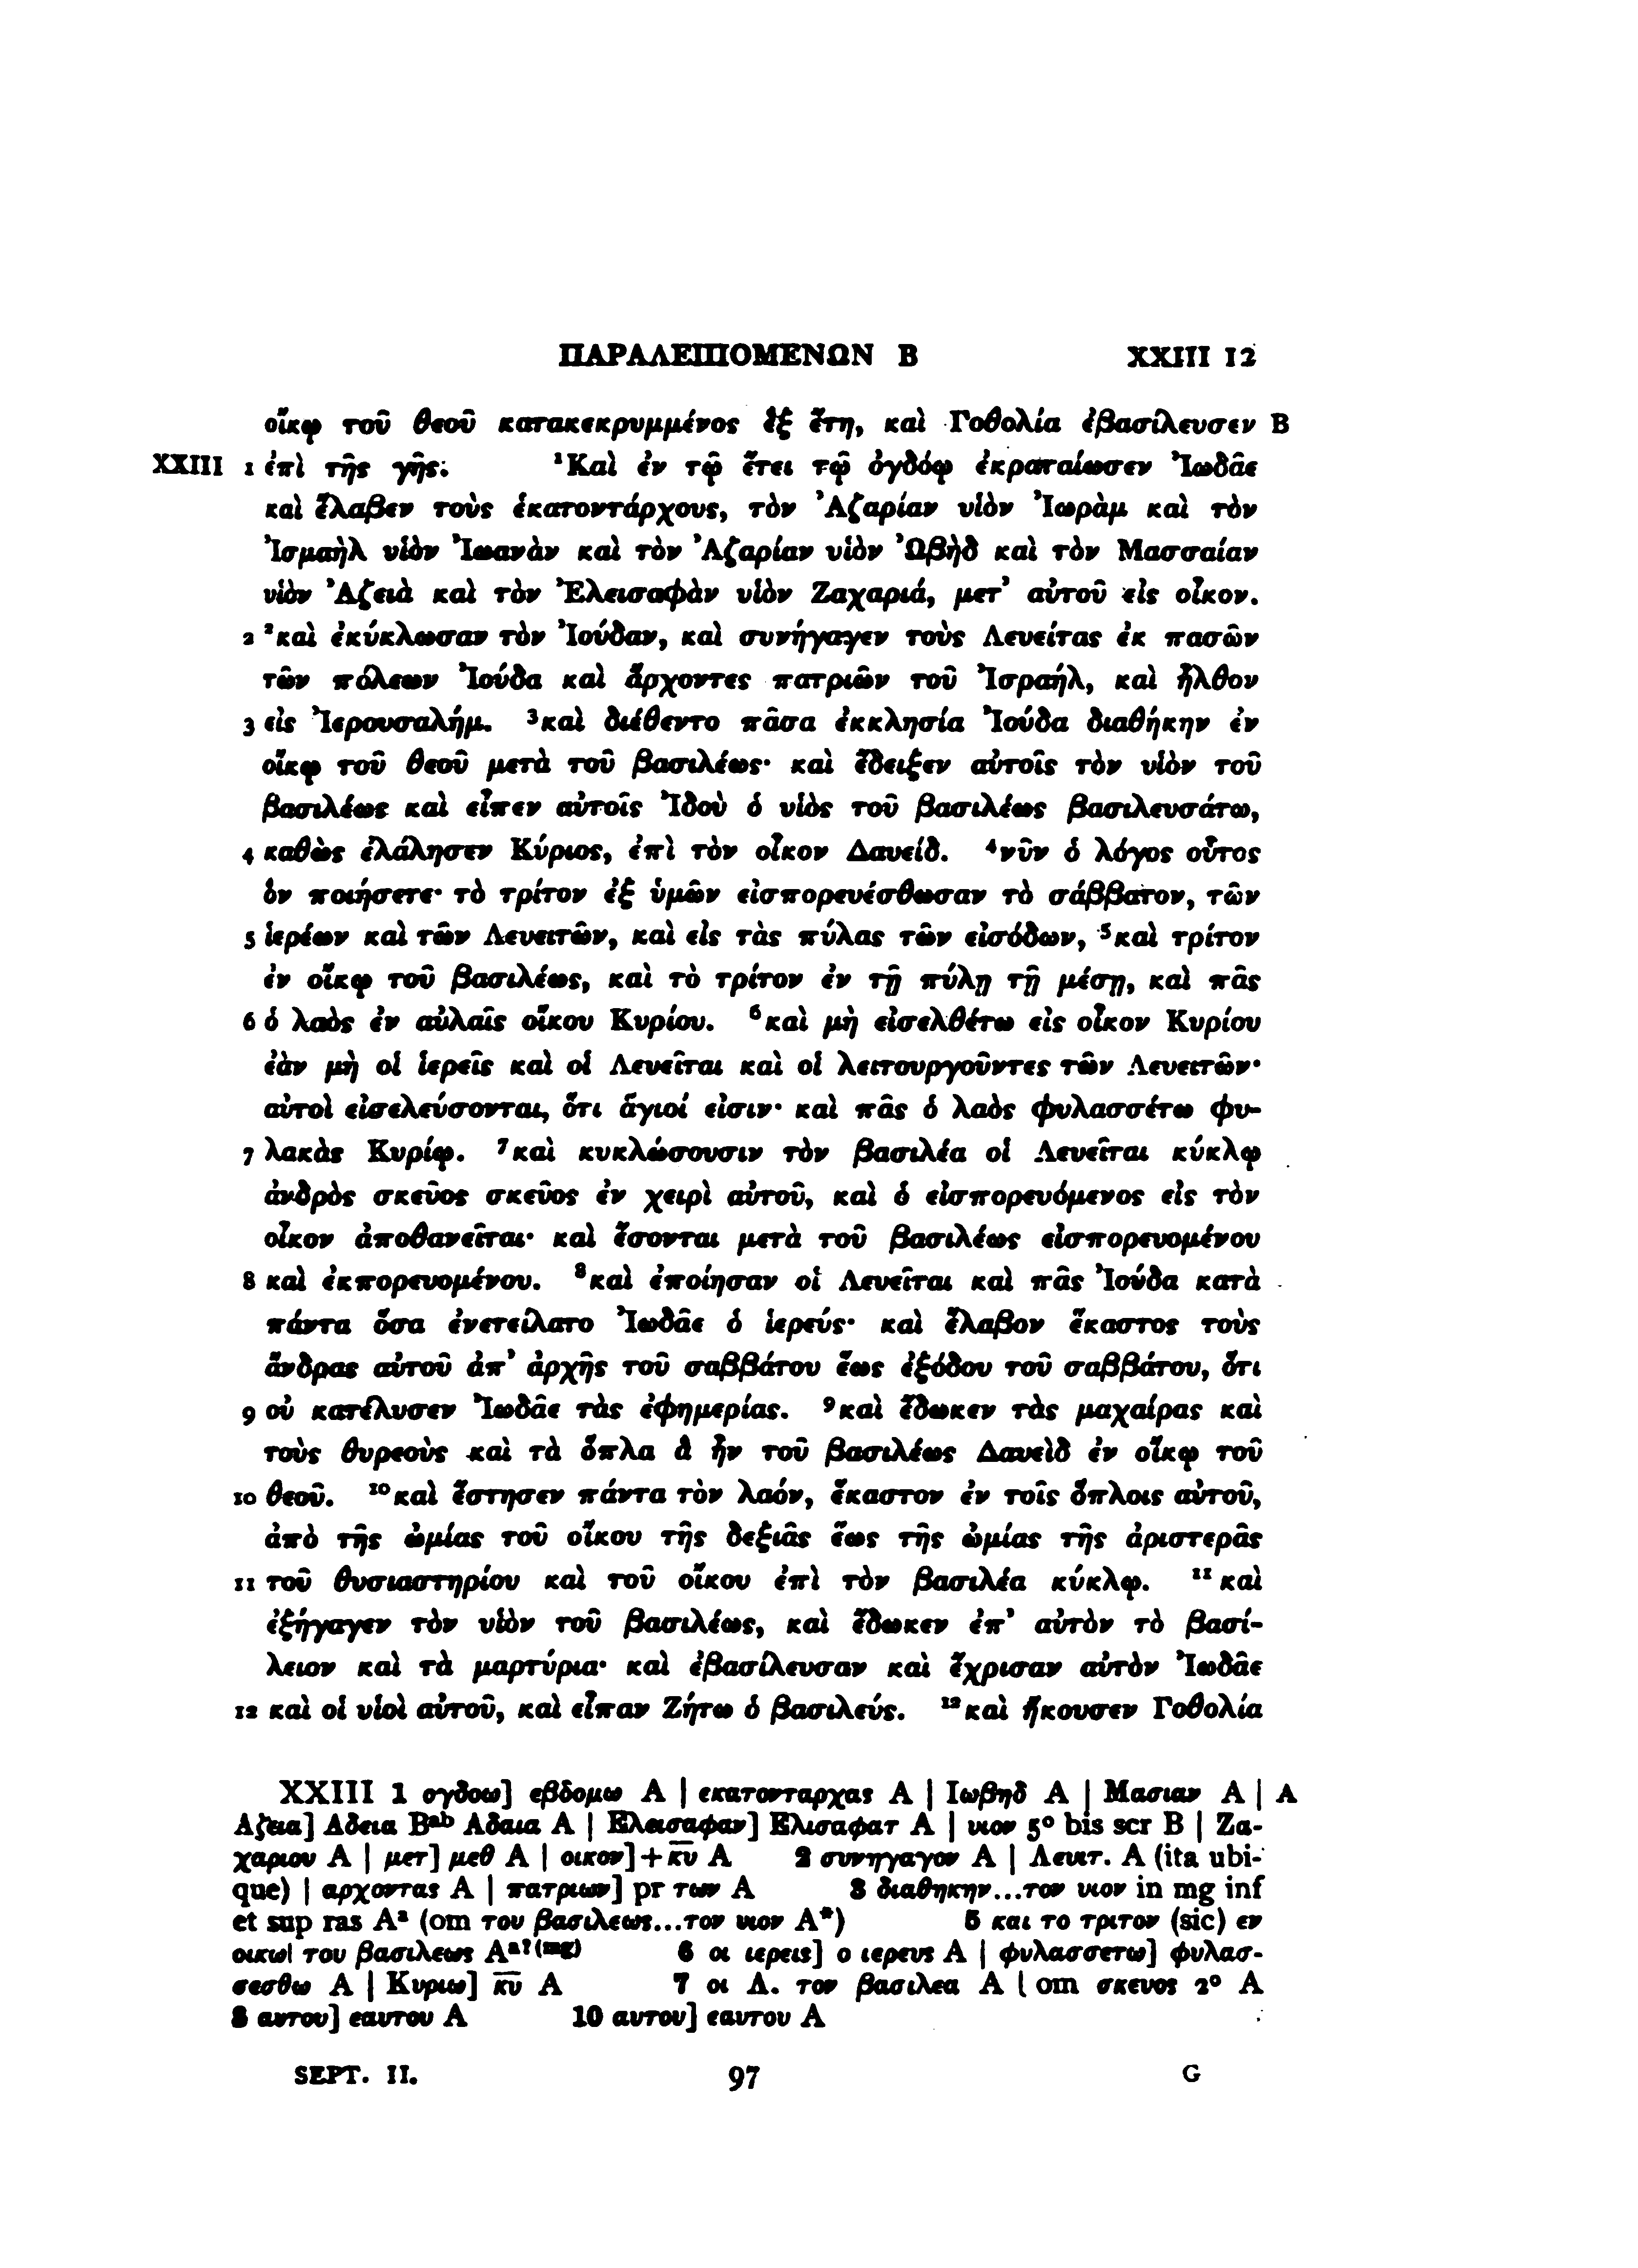 ΠΑΡΑΛΕΙΠΟΜΕΝΩΝ Β XXIII 12
οἴκῳ τοῦ θεοῦ κατακεκρυμμένος ἓξ ἔτη, καὶ Γοθολία ἐβασίλευσεν B
XXIII 1 ἐπὶ τῆς γῆς. ¹Καὶ ἐν τῷ ἔτει τῷ ὀγδόῳ ἐκραταίωσεν Ἰωδᾶε
καὶ ἔλαβεν τοὺς ἑκατοντάρχους, τὸν Ἀζαρίαν υἱὸν Ἰωρὰμ καὶ τὸν
Ἰσμαὴλ υἱὸν Ἰωανὰν καὶ τὸν Ἀζαρίαν υἱὸν Ὠβὴδ καὶ τὸν Μασσαίαν
υἱὸν Ἀζειὰ καὶ τὸν Ἐλεισαφὰν υἱὸν Ζαχαριά, μετ᾽ αὐτοῦ εἰς οἶκον.
2 ²καὶ ἐκύκλωσαν τὸν Ἰούδαν, καὶ συνήγαγεν τοὺς Λευείτας ἐκ πασῶν
τῶν πόλεων Ἰούδα καὶ ἄρχοντες πατριῶν τοῦ Ἰσραήλ, καὶ ἦλθον
3 εἰς Ἰερουσαλήμ. ³καὶ διέθεντο πᾶσα ἐκκλησία Ἰούδα διαθήκην ἐν
οἴκῳ τοῦ θεοῦ μετὰ τοῦ βασιλέως· καὶ ἔδειξεν αὐτοῖς τὸν υἱὸν τοῦ
βασιλέως καὶ εἶπεν αὐτοῖς Ἰδοὺ ὁ υἱὸς τοῦ βασιλέως βασιλευσάτω,
4 καθὼς ἐλάλησεν Κύριος, ἐπὶ τὸν οἶκον Δαυείδ. ⁴νῦν ὁ λόγος οὗτος
ὃν ποιήσετε· τὸ τρίτον ἐξ ὑμῶν εἰσπορευέσθωσαν τὸ σάββατον, τῶν
5 ἱερέων καὶ τῶν Λευειτῶν, καὶ εἰς τὰς πύλας τῶν εἰσόδων, ⁵καὶ τρίτον
ἐν οἴκῳ τοῦ βασιλέως, καὶ τὸ τρίτον ἐν τῇ πύλῃ τῇ μέσῃ, καὶ πᾶς
6 ὁ λαὸς ἐν αὐλαῖς οἴκου Κυρίου. ⁶καὶ μὴ εἰσελθέτω εἰς οἶκον Κυρίου
ἐὰν μὴ οἱ ἱερεῖς καὶ οἱ Λευεῖται καὶ οἱ λειτουργοῦντες τῶν Λευειτῶν·
αὐτοὶ εἰσελεύσονται, ὅτι ἅγιοί εἰσιν· καὶ πᾶς ὁ λαὸς φυλασσέτω φυ-
7 λακὰς Κυρίῳ. ⁷καὶ κυκλώσουσιν τὸν βασιλέα οἱ Λευεῖται κύκλῳ
ἀνδρὸς σκεῦος σκεῦος ἐν χειρὶ αὐτοῦ, καὶ ὁ εἰσπορευόμενος εἰς τὸν
οἶκον ἀποθανεῖται· καὶ ἔσονται μετὰ τοῦ βασιλέως εἰσπορευομένου
8 καὶ ἐκπορευομένου. ⁸καὶ ἐποίησαν οἱ Λευεῖται καὶ πᾶς Ἰούδα κατὰ
πάντα ὅσα ἐνετείλατο Ἰωδᾶε ὁ ἱερεύς· καὶ ἔλαβον ἕκαστος τοὺς
ἄνδρας αὐτοῦ ἀπ᾽ ἀρχῆς τοῦ σαββάτου ἕως ἐξόδου τοῦ σαββάτου, ὅτι
9 οὐ κατέλυσεν Ἰωδᾶε τὰς ἐφημερίας. ⁹καὶ ἔδωκεν τὰς μαχαίρας καὶ
τοὺς θυρεοὺς καὶ τὰ ὅπλα ἃ ἦν τοῦ βασιλέως Δαυεὶδ ἐν οἴκῳ τοῦ
10 θεοῦ. ¹⁰καὶ ἔστησεν πάντα τὸν λαόν, ἕκαστον ἐν τοῖς ὅπλοις αὐτοῦ,
ἀπὸ τῆς ὠμίας τοῦ οἴκου τῆς δεξιᾶς ἕως τῆς ὠμίας τῆς ἀριστερᾶς
11 τοῦ θυσιαστηρίου καὶ τοῦ οἴκου ἐπὶ τὸν βασιλέα κύκλῳ. ¹¹καὶ
ἐξήγαγεν τὸν υἱὸν τοῦ βασιλέως, καὶ ἔδωκεν ἐπ᾽ αὐτὸν τὸ βασί-
λειον καὶ τὰ μαρτύρια· καὶ ἐβασίλευσαν καὶ ἔχρισαν αὐτὸν Ἰωδᾶε
12 καὶ οἱ υἱοὶ αὐτοῦ, καὶ εἶπαν Ζήτω ὁ βασιλεύς. ¹²καὶ ἤκουσεν Γοθολία
XXIII 1 ογδοω] εβδομω A | εκατονταρχας A | Ιωβηδ A | Μασιαν A | A
Αζεια] Αδεια Bᵃᵇ Αδαια A | Ελεισαφαν] Ελισαφατ A | υιον 5° bis scr B | Ζα-
χαριου A | μετ] μεθ A | οικον]+κ̅υ̅ A 2 συνηγαγον A | Λευιτ. A (ita ubi-
que) | αρχοντας A | πατριων] pr των A 3 διαθηκην...τον υιον in mg inf
et sup ras Aᵃ (om του βασιλεως...τον υιον A*) 5 και το τριτον (sic) εν
οικω| του βασιλεως Aᵃ?(mg) 6 οι ιερεις] ο ιερευς A | φυλασσετω] φυλασ-
σεσθω A | Κυριω] κ̅υ̅ A 7 οι Λ. τον βασιλεα A | om σκευος 2° A
8 αυτου] εαυτου A 10 αυτου] εαυτου A
SEPT. II. 97 G